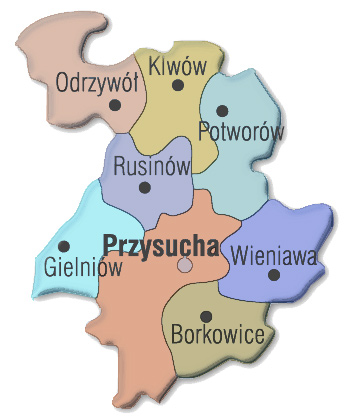 Klwów
Odrzywół
Potworów
Rusinów
Przysucha
Wieniawa
Gielniów
Borkowice